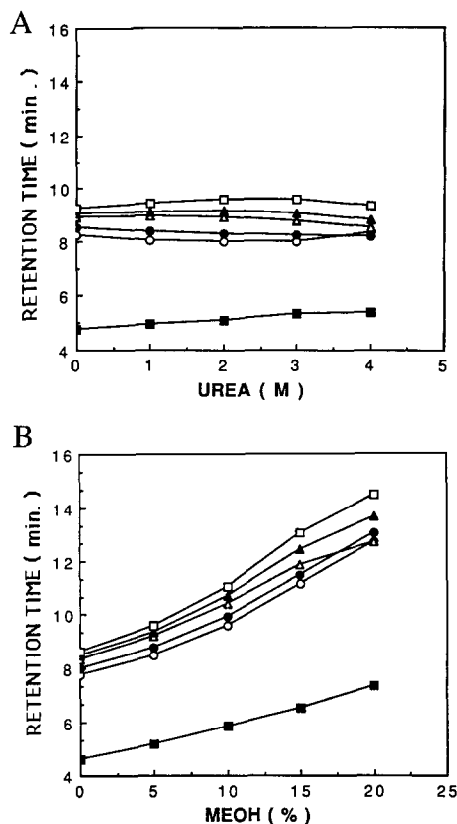 A
RETENTION TIME ( min . )
16
14
12
10
8
6
4
0 1 2 3 4 5
UREA ( M )
B
RETENTION TIME ( min. )
16
14
12
10
8
6
4
0 5 10 15 20 25
MEOH ( % )